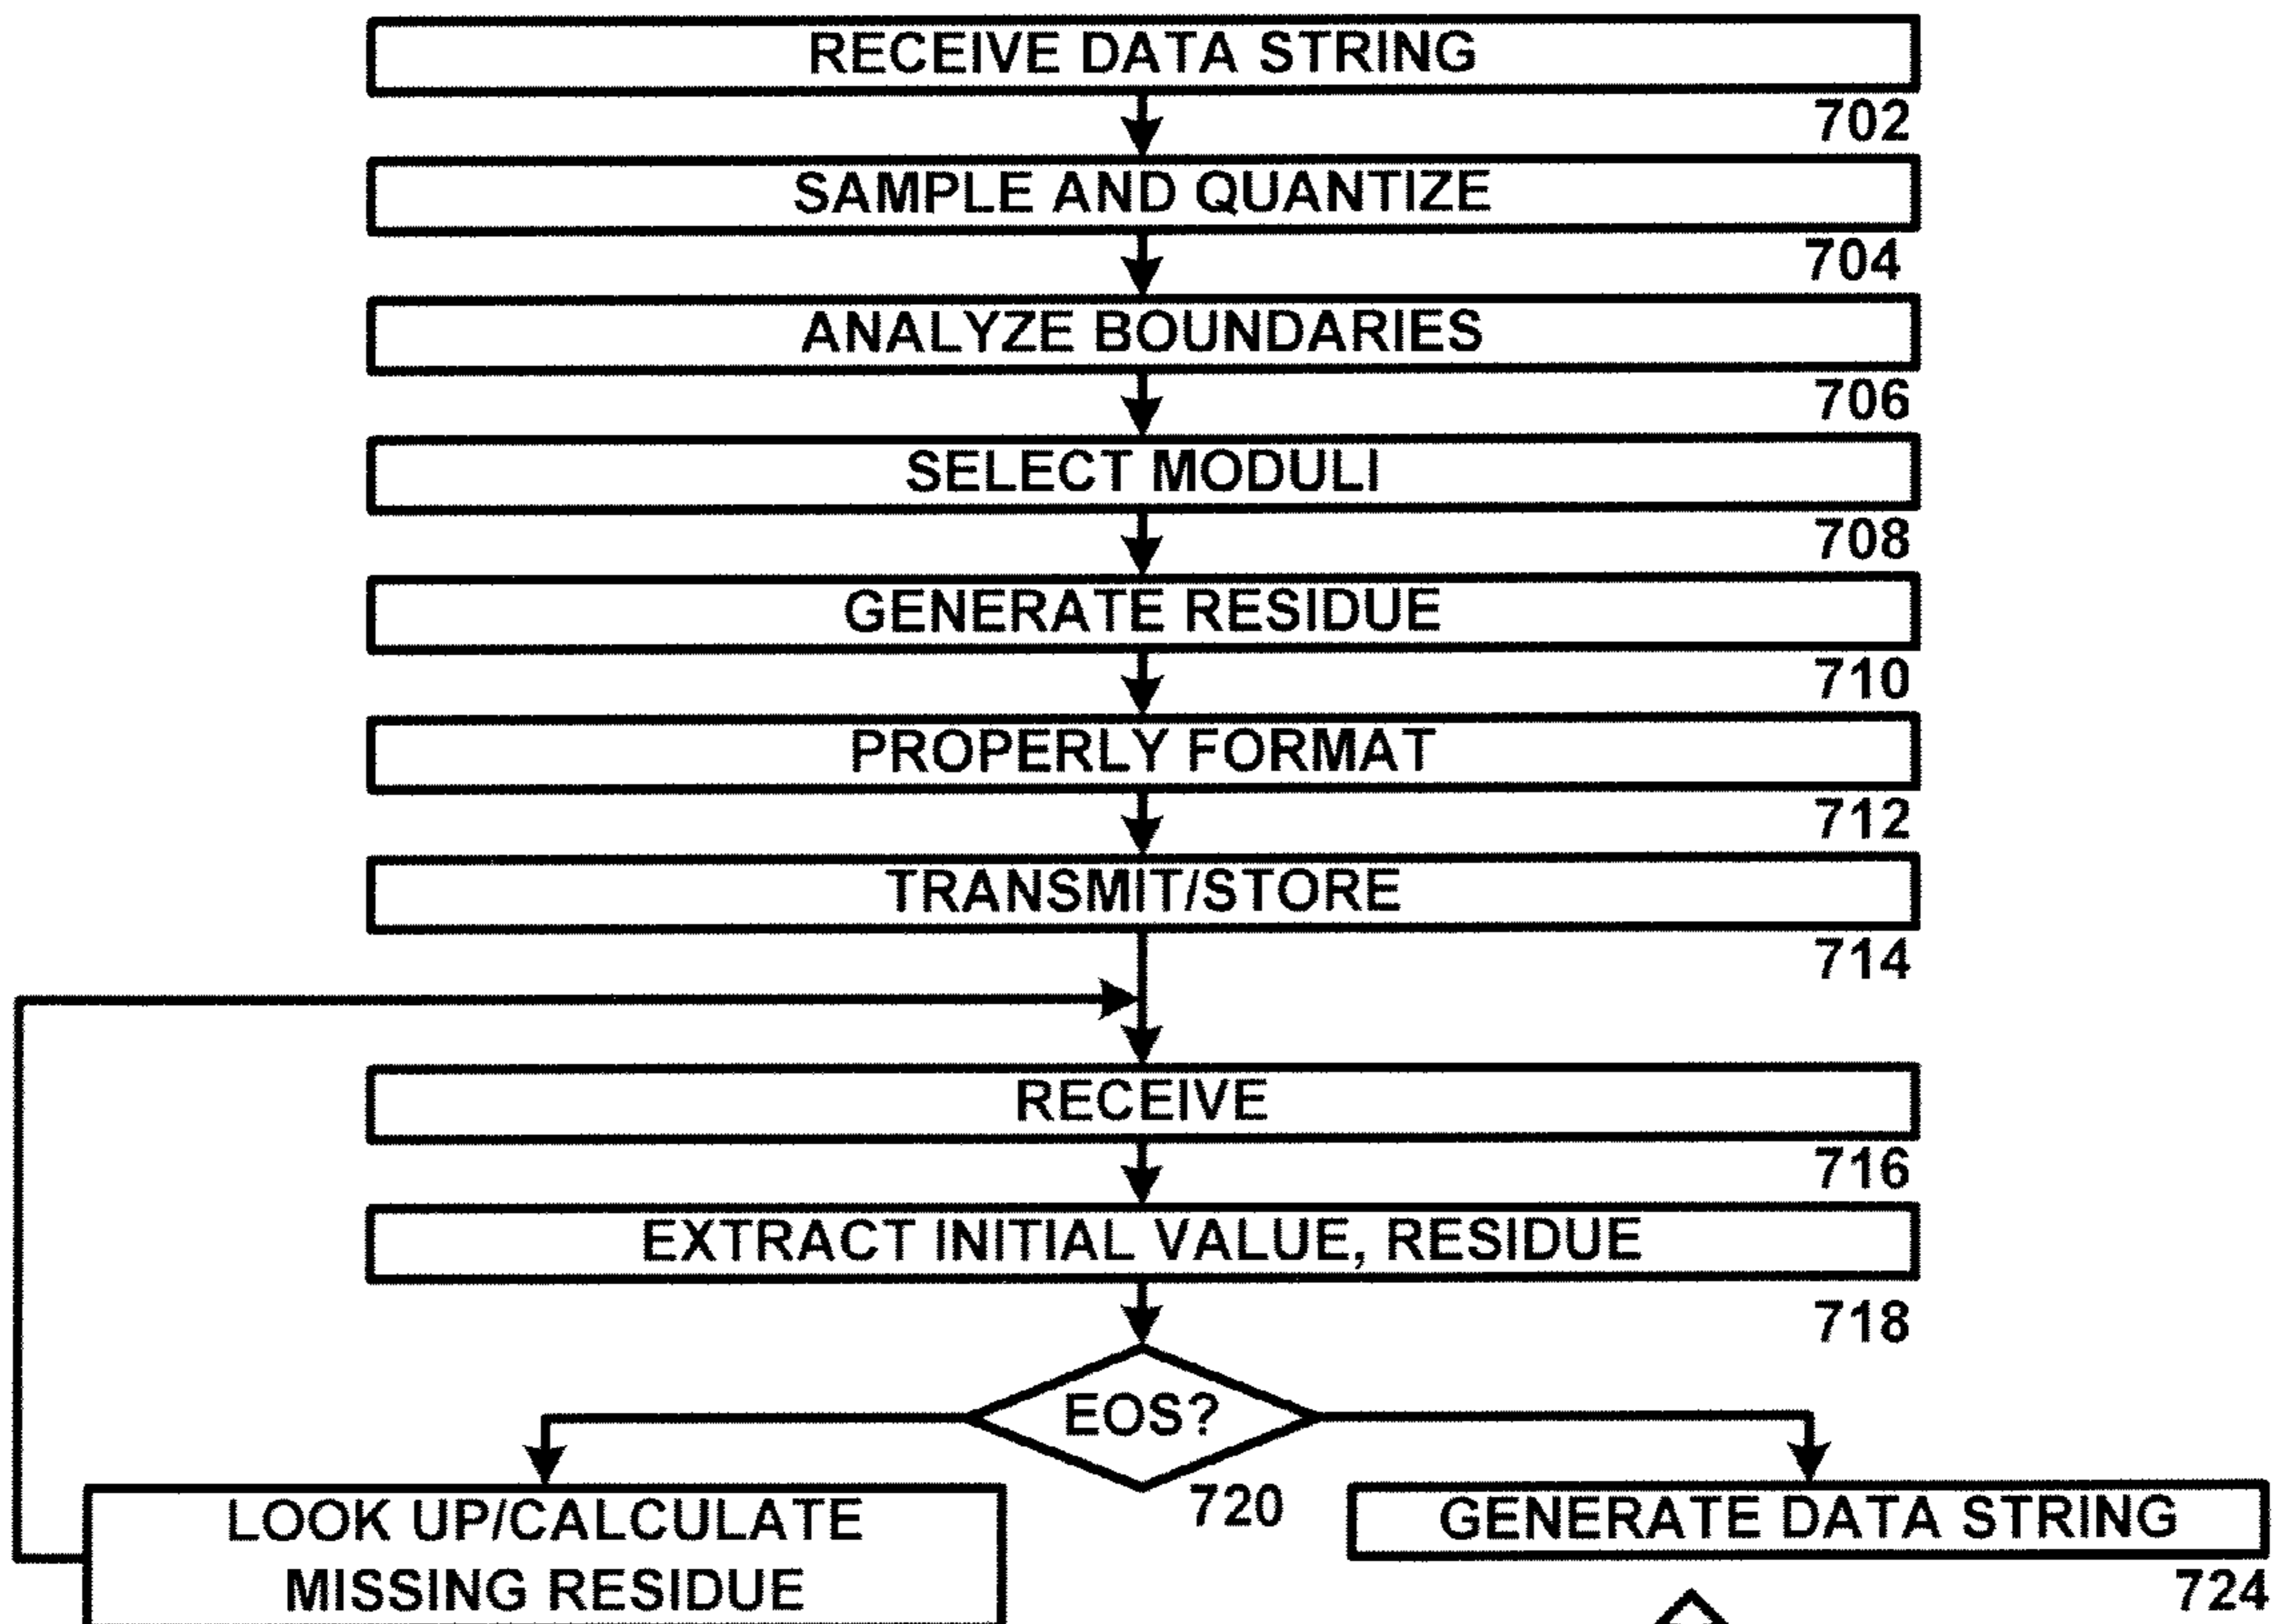 RECEIVE DATA STRING
702
SAMPLE AND QUANTIZE
704
ANALYZE BOUNDARIES
706
SELECT MODULI
708
GENERATE RESIDUE
710
PROPERLY FORMAT
712
TRANSMIT/STORE
714
RECEIVE
716
EXTRACT INITIAL VALUE, RESIDUE
718
EOS?
720
LOOK UP/CALCULATE
MISSING RESIDUE
GENERATE DATA STRING
724